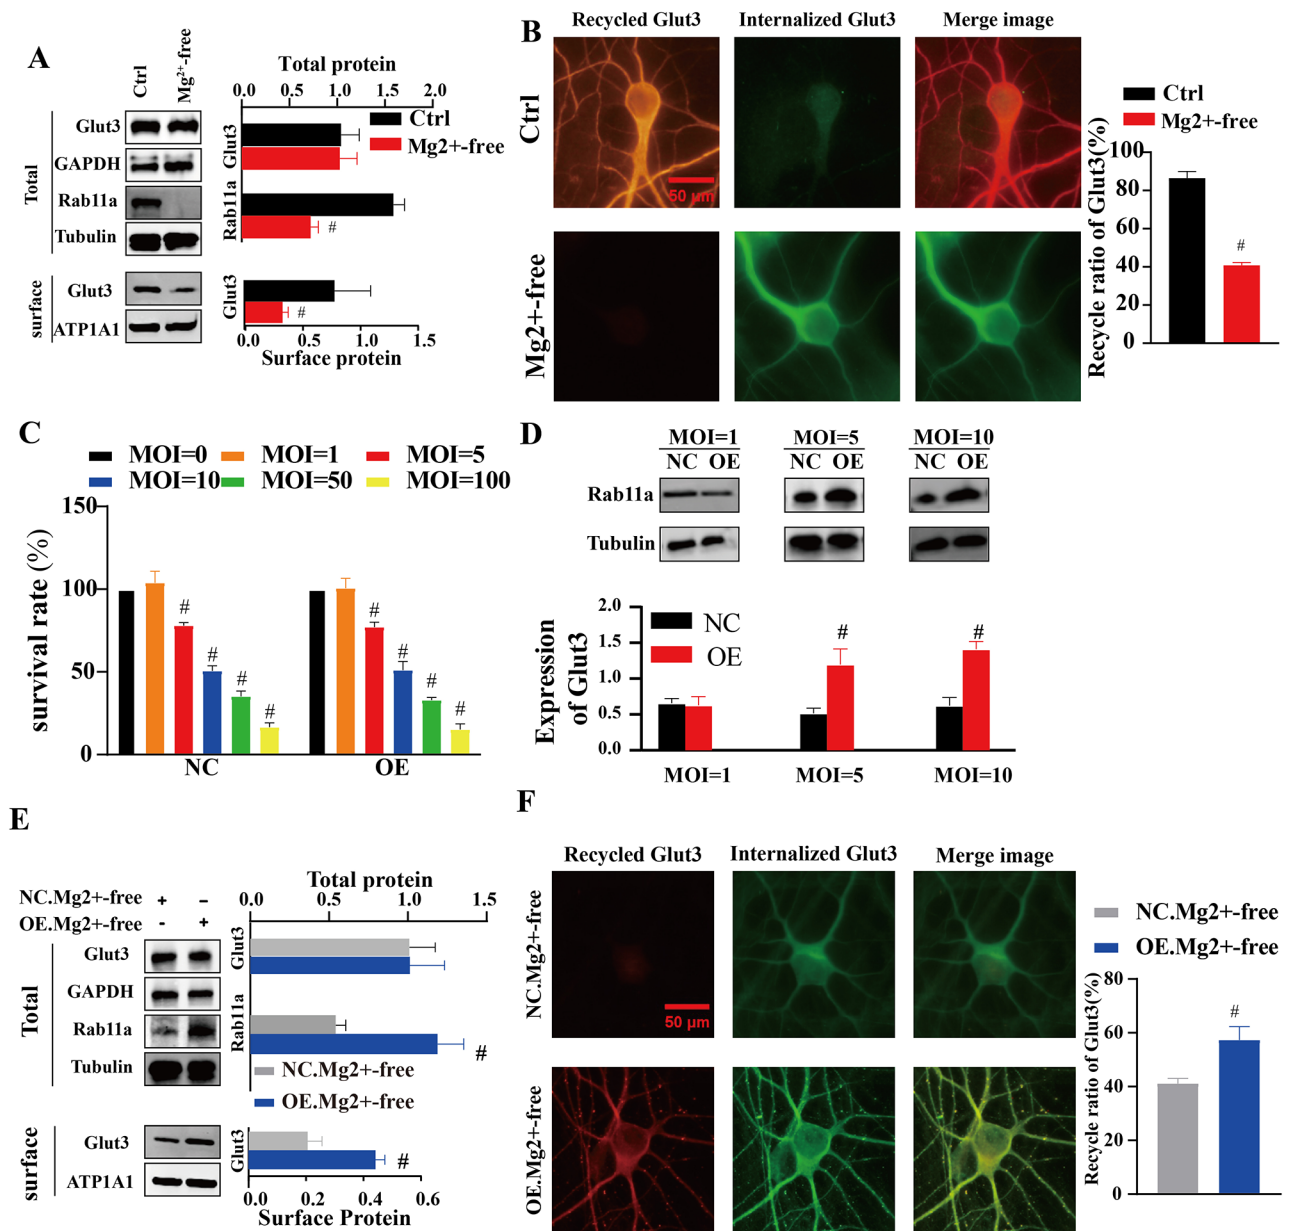 A
Ctrl
Mg²⁺-free
Total
Glut3
GAPDH
Rab11a
Tubulin
surface
Glut3
ATP1A1
Total protein
0.0 0.5 1.0 1.5 2.0
Ctrl
Mg2+-free
Glut3
Rab11a
#
Glut3
#
0.0 0.5 1.0 1.5
Surface protein
B
Recycled Glut3 Internalized Glut3 Merge image
Ctrl
50 μm
Mg2+-free
Ctrl
Mg2+-free
Recycle ratio of Glut3(%)
100
80
60
40
20
0
#
C
MOI=0 MOI=1 MOI=5
MOI=10 MOI=50 MOI=100
survival rate (%)
150
100
50
0
# # # # #
# # # # #
NC OE
D
MOI=1 MOI=5 MOI=10
NC OE NC OE NC OE
Rab11a
Tubulin
Expression
of Glut3
2.0
1.5
1.0
0.5
0.0
NC
OE
# #
MOI=1 MOI=5 MOI=10
E
NC.Mg2+-free + –
OE.Mg2+-free - +
Total
Glut3
GAPDH
Rab11a
Tubulin
surface
Glut3
ATP1A1
Total protein
0.0 0.5 1.0 1.5
Glut3
Rab11a
#
NC.Mg2+-free
OE.Mg2+-free
Glut3
#
0.0 0.2 0.4 0.6
Surface Protein
F
Recycled Glut3 Internalized Glut3 Merge image
NC.Mg2+-free
50 μm
OE.Mg2+-free
NC.Mg2+-free
OE.Mg2+-free
Recycle ratio of Glut3(%)
80
60
40
20
0
#